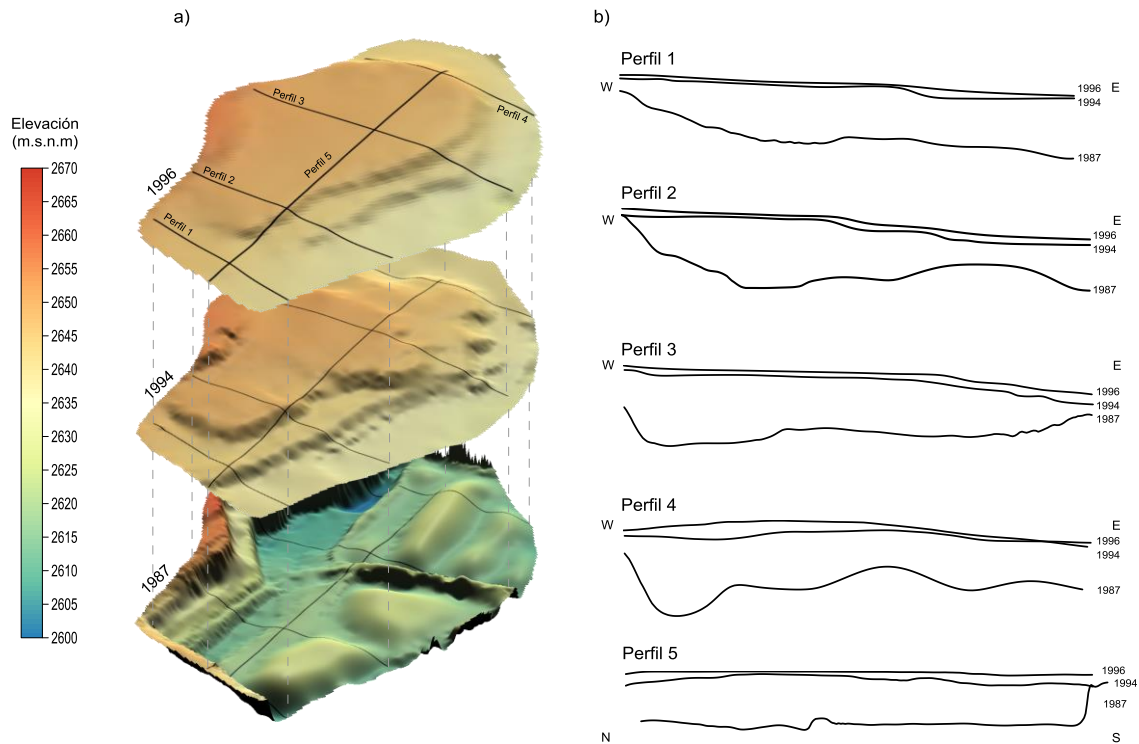 a)
Elevación
(m.s.n.m)
2670
2665
2660
2655
2650
2645
2640
2635
2630
2625
2620
2615
2610
2605
2600
1996
Perfil 3
Perfil 4
Perfil 5
Perfil 2
Perfil 1
1994
1987
b)
Perfil 1
W
1996
E
1994
1987
Perfil 2
W
E
1996
1994
1987
Perfil 3
W
E
1996
1994
1987
Perfil 4
W
E
1996
1994
1987
Perfil 5
1996
1994
1987
N
S